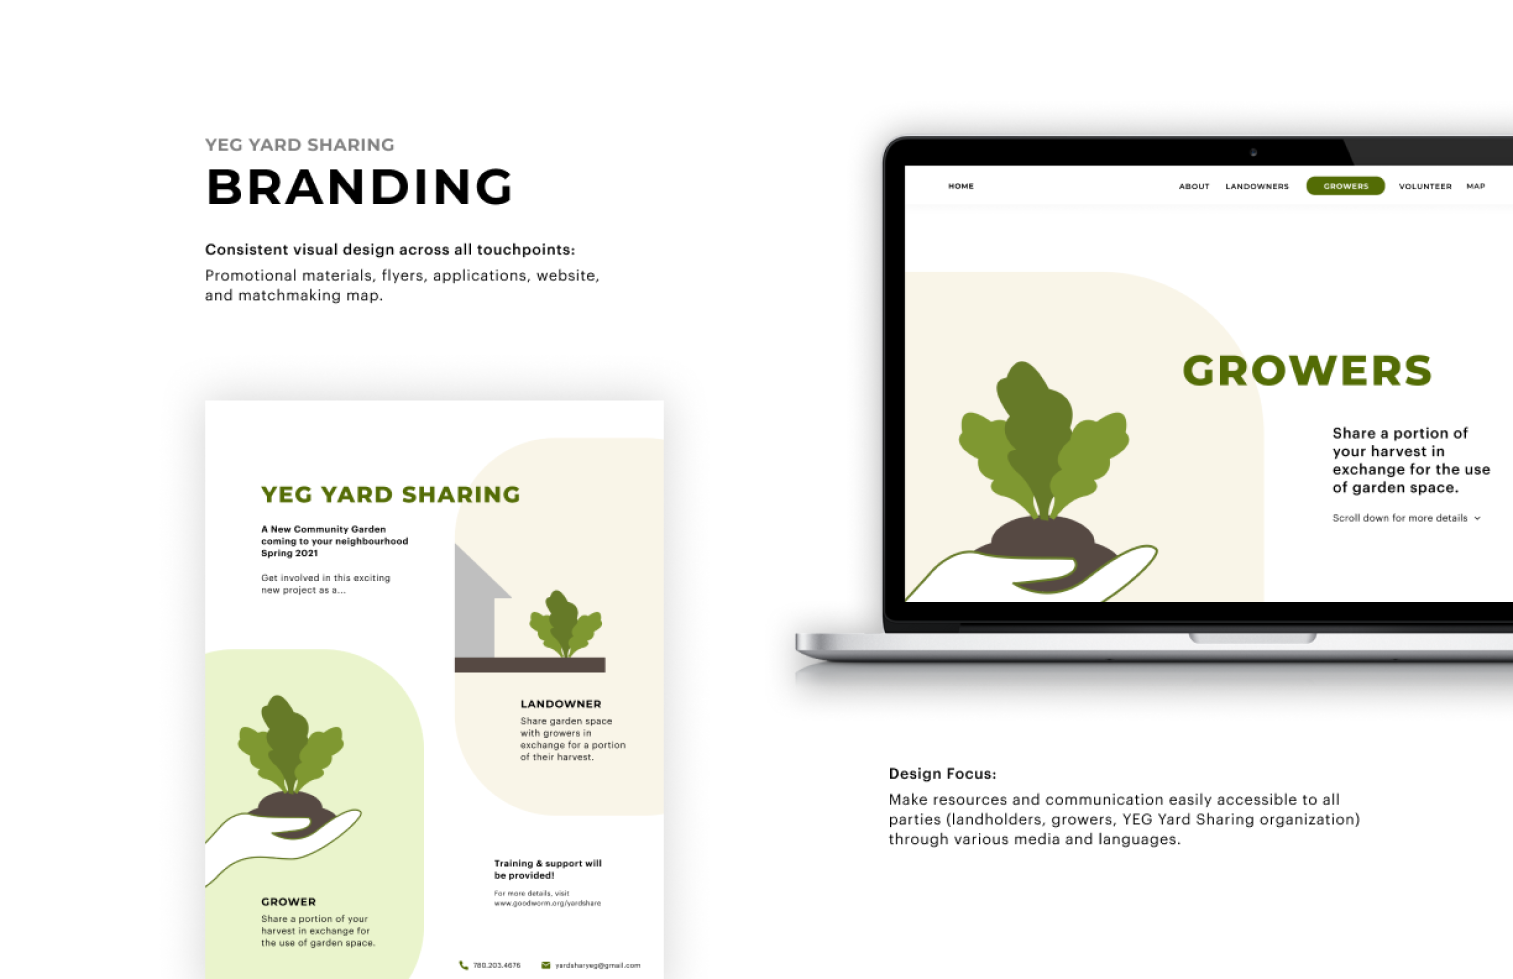 YEG YARD SHARING
BRANDING
Consistent visual design across all touchpoints:
Promotional materials, flyers, applications, website,
and matchmaking map.
YEG YARD SHARING
A New Community Garden
coming to your neighbourhood
Spring 2021
Get involved in this exciting
new project as a...
LANDOWNER
Share garden space
with growers in
exchange for a portion
of their harvest.
GROWER
Share a portion of your
harvest in exchange for
the use of garden space.
Training & support will
be provided!
For more details, visit
www.goodworm.org/yardshare
780.203.4676 yardsharyeg@gmail.com
HOME ABOUT LANDOWNERS GROWERS VOLUNTEER MAP
GROWERS
Share a portion of
your harvest in
exchange for the use
of garden space.
Scroll down for more details
Design Focus:
Make resources and communication easily accessible to all
parties (landholders, growers, YEG Yard Sharing organization)
through various media and languages.